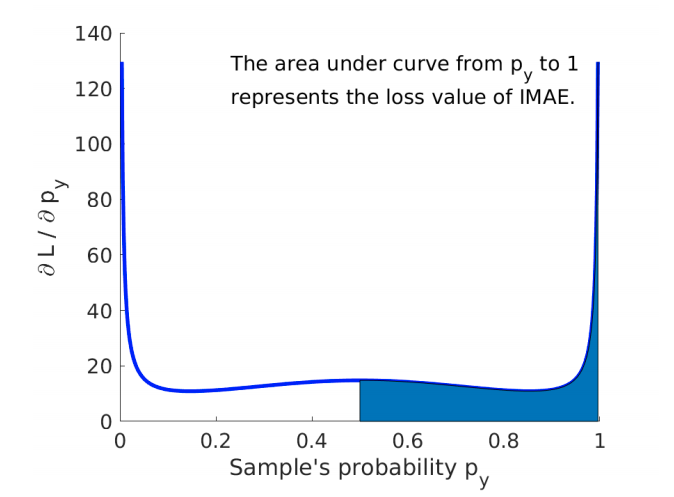 140
120
100
80
60
40
20
0
∂ L / ∂ p_y
The area under curve from p_y to 1
represents the loss value of IMAE.
0 0.2 0.4 0.6 0.8 1
Sample's probability p_y